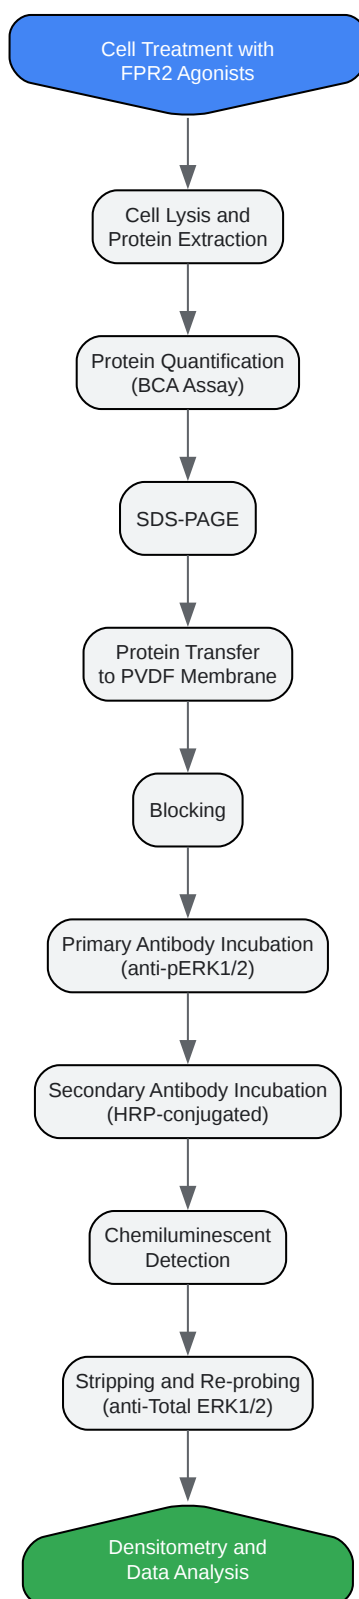 Cell Treatment with
FPR2 Agonists
Cell Lysis and
Protein Extraction
Protein Quantification
(BCA Assay)
SDS-PAGE
Protein Transfer
to PVDF Membrane
Blocking
Primary Antibody Incubation
(anti-pERK1/2)
Secondary Antibody Incubation
(HRP-conjugated)
Chemiluminescent
Detection
Stripping and Re-probing
(anti-Total ERK1/2)
Densitometry and
Data Analysis